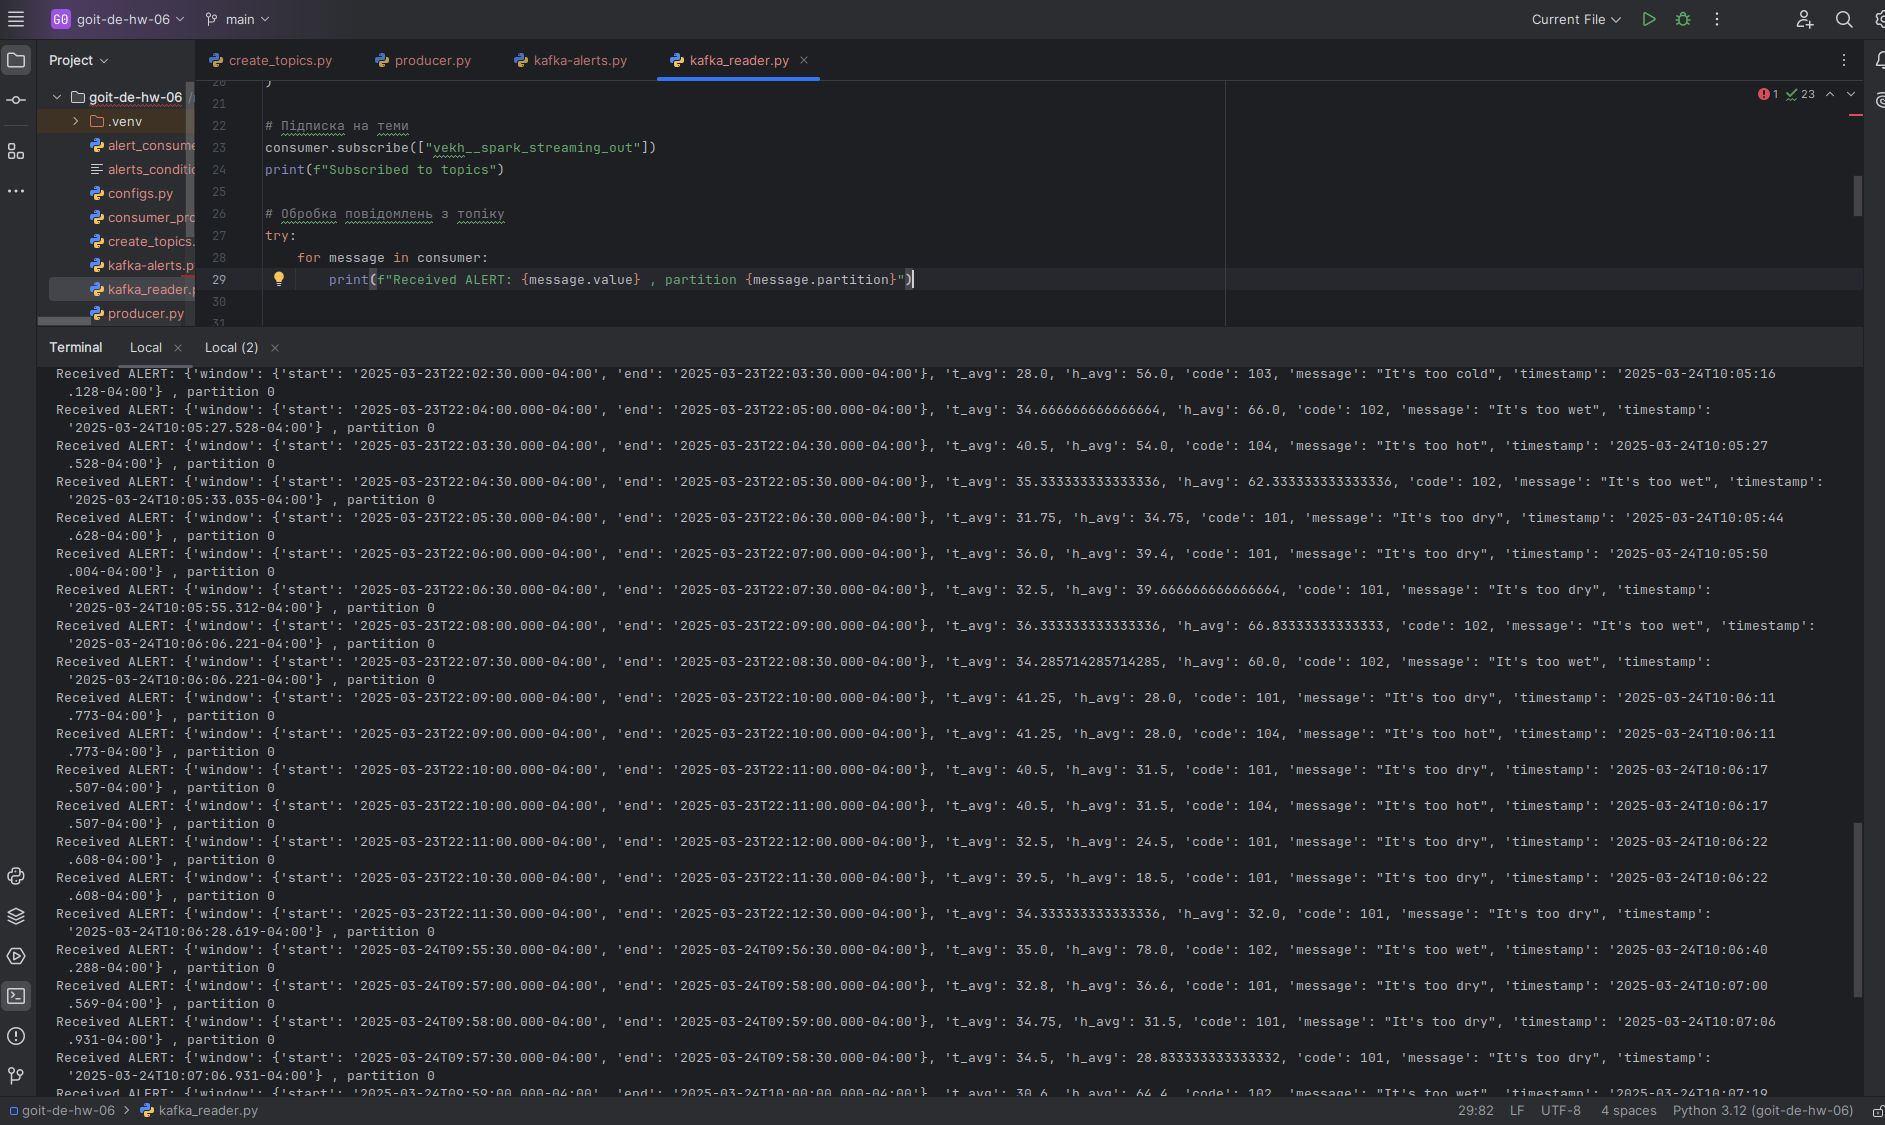 GO goit-de-hw-06 main Current File
Project
create_topics.py producer.py kafka-alerts.py kafka_reader.py
goit-de-hw-06
.venv
alert_consume
alerts_conditio
configs.py
consumer_pro
create_topics.
kafka-alerts.p
kafka_reader.p
producer.py
1 23
20 )
21
22 # Підписка на теми
23 consumer.subscribe(["vekh__spark_streaming_out"])
24 print(f"Subscribed to topics")
25
26 # Обробка повідомлень з топіку
27 try:
28 for message in consumer:
29 print(f"Received ALERT: {message.value} , partition {message.partition}")
30
31
Terminal Local Local (2)
Received ALERT: {'window': {'start': '2025-03-23T22:02:30.000-04:00', 'end': '2025-03-23T22:03:30.000-04:00'}, 't_avg': 28.0, 'h_avg': 56.0, 'code': 103, 'message': "It's too cold", 'timestamp': '2025-03-24T10:05:16
.128-04:00'} , partition 0
Received ALERT: {'window': {'start': '2025-03-23T22:04:00.000-04:00', 'end': '2025-03-23T22:05:00.000-04:00'}, 't_avg': 34.666666666666664, 'h_avg': 66.0, 'code': 102, 'message': "It's too wet", 'timestamp':
'2025-03-24T10:05:27.528-04:00'} , partition 0
Received ALERT: {'window': {'start': '2025-03-23T22:03:30.000-04:00', 'end': '2025-03-23T22:04:30.000-04:00'}, 't_avg': 40.5, 'h_avg': 54.0, 'code': 104, 'message': "It's too hot", 'timestamp': '2025-03-24T10:05:27
.528-04:00'} , partition 0
Received ALERT: {'window': {'start': '2025-03-23T22:04:30.000-04:00', 'end': '2025-03-23T22:05:30.000-04:00'}, 't_avg': 35.333333333333336, 'h_avg': 62.333333333333336, 'code': 102, 'message': "It's too wet", 'timestamp':
'2025-03-24T10:05:33.035-04:00'} , partition 0
Received ALERT: {'window': {'start': '2025-03-23T22:05:30.000-04:00', 'end': '2025-03-23T22:06:30.000-04:00'}, 't_avg': 31.75, 'h_avg': 34.75, 'code': 101, 'message': "It's too dry", 'timestamp': '2025-03-24T10:05:44
.628-04:00'} , partition 0
Received ALERT: {'window': {'start': '2025-03-23T22:06:00.000-04:00', 'end': '2025-03-23T22:07:00.000-04:00'}, 't_avg': 36.0, 'h_avg': 39.4, 'code': 101, 'message': "It's too dry", 'timestamp': '2025-03-24T10:05:50
.004-04:00'} , partition 0
Received ALERT: {'window': {'start': '2025-03-23T22:06:30.000-04:00', 'end': '2025-03-23T22:07:30.000-04:00'}, 't_avg': 32.5, 'h_avg': 39.666666666666664, 'code': 101, 'message': "It's too dry", 'timestamp':
'2025-03-24T10:05:55.312-04:00'} , partition 0
Received ALERT: {'window': {'start': '2025-03-23T22:08:00.000-04:00', 'end': '2025-03-23T22:09:00.000-04:00'}, 't_avg': 36.333333333333336, 'h_avg': 66.83333333333333, 'code': 102, 'message': "It's too wet", 'timestamp':
'2025-03-24T10:06:06.221-04:00'} , partition 0
Received ALERT: {'window': {'start': '2025-03-23T22:07:30.000-04:00', 'end': '2025-03-23T22:08:30.000-04:00'}, 't_avg': 34.285714285714285, 'h_avg': 60.0, 'code': 102, 'message': "It's too wet", 'timestamp':
'2025-03-24T10:06:06.221-04:00'} , partition 0
Received ALERT: {'window': {'start': '2025-03-23T22:09:00.000-04:00', 'end': '2025-03-23T22:10:00.000-04:00'}, 't_avg': 41.25, 'h_avg': 28.0, 'code': 101, 'message': "It's too dry", 'timestamp': '2025-03-24T10:06:11
.773-04:00'} , partition 0
Received ALERT: {'window': {'start': '2025-03-23T22:09:00.000-04:00', 'end': '2025-03-23T22:10:00.000-04:00'}, 't_avg': 41.25, 'h_avg': 28.0, 'code': 104, 'message': "It's too hot", 'timestamp': '2025-03-24T10:06:11
.773-04:00'} , partition 0
Received ALERT: {'window': {'start': '2025-03-23T22:10:00.000-04:00', 'end': '2025-03-23T22:11:00.000-04:00'}, 't_avg': 40.5, 'h_avg': 31.5, 'code': 101, 'message': "It's too dry", 'timestamp': '2025-03-24T10:06:17
.507-04:00'} , partition 0
Received ALERT: {'window': {'start': '2025-03-23T22:10:00.000-04:00', 'end': '2025-03-23T22:11:00.000-04:00'}, 't_avg': 40.5, 'h_avg': 31.5, 'code': 104, 'message': "It's too hot", 'timestamp': '2025-03-24T10:06:17
.507-04:00'} , partition 0
Received ALERT: {'window': {'start': '2025-03-23T22:11:00.000-04:00', 'end': '2025-03-23T22:12:00.000-04:00'}, 't_avg': 32.5, 'h_avg': 24.5, 'code': 101, 'message': "It's too dry", 'timestamp': '2025-03-24T10:06:22
.608-04:00'} , partition 0
Received ALERT: {'window': {'start': '2025-03-23T22:10:30.000-04:00', 'end': '2025-03-23T22:11:30.000-04:00'}, 't_avg': 39.5, 'h_avg': 18.5, 'code': 101, 'message': "It's too dry", 'timestamp': '2025-03-24T10:06:22
.608-04:00'} , partition 0
Received ALERT: {'window': {'start': '2025-03-23T22:11:30.000-04:00', 'end': '2025-03-23T22:12:30.000-04:00'}, 't_avg': 34.333333333333336, 'h_avg': 32.0, 'code': 101, 'message': "It's too dry", 'timestamp':
'2025-03-24T10:06:28.619-04:00'} , partition 0
Received ALERT: {'window': {'start': '2025-03-24T09:55:30.000-04:00', 'end': '2025-03-24T09:56:30.000-04:00'}, 't_avg': 35.0, 'h_avg': 78.0, 'code': 102, 'message': "It's too wet", 'timestamp': '2025-03-24T10:06:40
.288-04:00'} , partition 0
Received ALERT: {'window': {'start': '2025-03-24T09:57:00.000-04:00', 'end': '2025-03-24T09:58:00.000-04:00'}, 't_avg': 32.8, 'h_avg': 36.6, 'code': 101, 'message': "It's too dry", 'timestamp': '2025-03-24T10:07:00
.569-04:00'} , partition 0
Received ALERT: {'window': {'start': '2025-03-24T09:58:00.000-04:00', 'end': '2025-03-24T09:59:00.000-04:00'}, 't_avg': 34.75, 'h_avg': 31.5, 'code': 101, 'message': "It's too dry", 'timestamp': '2025-03-24T10:07:06
.931-04:00'} , partition 0
Received ALERT: {'window': {'start': '2025-03-24T09:57:30.000-04:00', 'end': '2025-03-24T09:58:30.000-04:00'}, 't_avg': 34.5, 'h_avg': 28.833333333333332, 'code': 101, 'message': "It's too dry", 'timestamp':
'2025-03-24T10:07:06.931-04:00'} , partition 0
Received ALERT: {'window': {'start': '2025-03-24T09:59:00.000-04:00', 'end': '2025-03-24T10:00:00.000-04:00'}, 't_avg': 30.6, 'h_avg': 64.4, 'code': 102, 'message': "It's too wet", 'timestamp': '2025-03-24T10:07:19
goit-de-hw-06 > kafka_reader.py 29:82 LF UTF-8 4 spaces Python 3.12 (goit-de-hw-06)